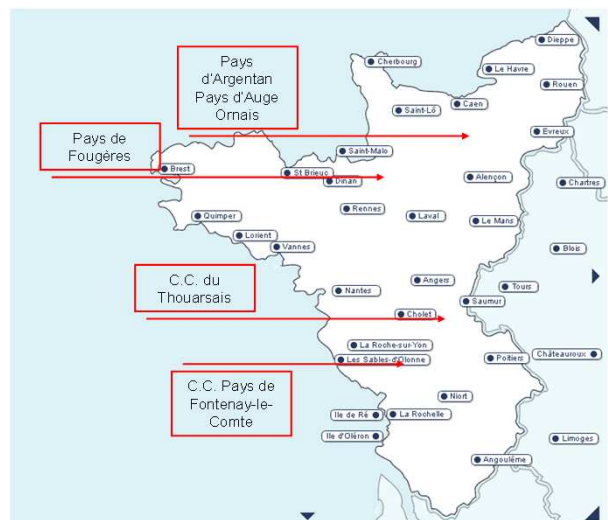 Pays
d'Argentan
Pays d'Auge
Ornais
Pays de
Fougères
C.C. du
Thouarsais
C.C. Pays de
Fontenay-le-
Comte
Dieppe
Cherbourg
Le Havre
Rouen
Saint-Lô
Caen
Evreux
Saint-Malo
Brest
St Brieuc
Dinan
Alençon
Chartres
Rennes
Laval
Le Mans
Quimper
Lorient
Vannes
Blois
Angers
Nantes
Tours
Saumur
Cholet
La Roche-sur-Yon
Les Sables-d'Olonne
Poitiers
Châteauroux
Niort
Ile de Ré
La Rochelle
Ile d'Oléron
Limoges
Angoulême